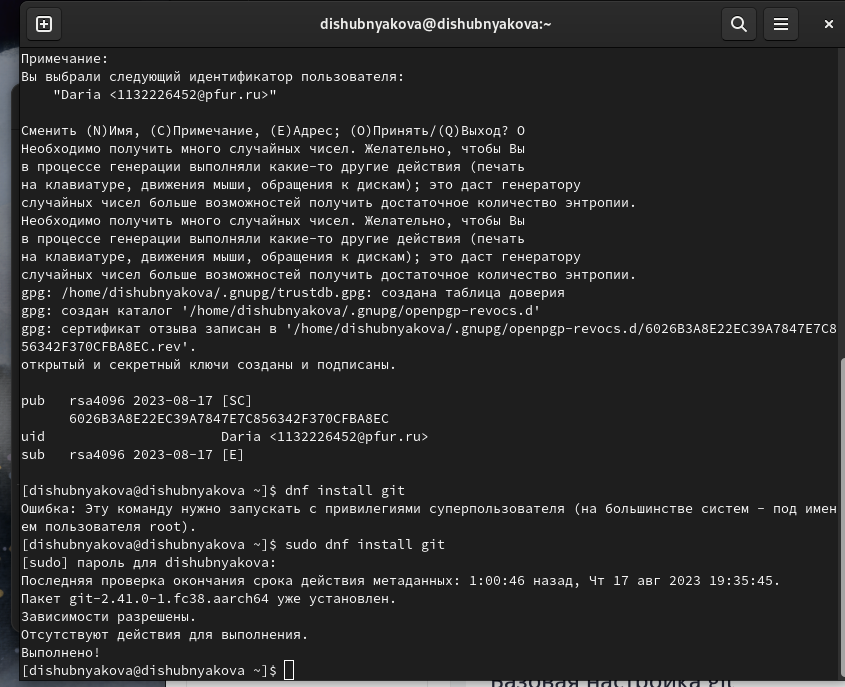 dishubnyakova@dishubnyakova:~
Примечание:
Вы выбрали следующий идентификатор пользователя:
"Daria <1132226452@pfur.ru>"
Сменить (N)Имя, (C)Примечание, (E)Адрес; (O)Принять/(Q)Выход? O
Необходимо получить много случайных чисел. Желательно, чтобы Вы
в процессе генерации выполняли какие-то другие действия (печать
на клавиатуре, движения мыши, обращения к дискам); это даст генератору
случайных чисел больше возможностей получить достаточное количество энтропии.
Необходимо получить много случайных чисел. Желательно, чтобы Вы
в процессе генерации выполняли какие-то другие действия (печать
на клавиатуре, движения мыши, обращения к дискам); это даст генератору
случайных чисел больше возможностей получить достаточное количество энтропии.
gpg: /home/dishubnyakova/.gnupg/trustdb.gpg: создана таблица доверия
gpg: создан каталог '/home/dishubnyakova/.gnupg/openpgp-revocs.d'
gpg: сертификат отзыва записан в '/home/dishubnyakova/.gnupg/openpgp-revocs.d/6026B3A8E22EC39A7847E7C8
56342F370CFBA8EC.rev'.
открытый и секретный ключи созданы и подписаны.
pub   rsa4096 2023-08-17 [SC]
6026B3A8E22EC39A7847E7C856342F370CFBA8EC
uid                      Daria <1132226452@pfur.ru>
sub   rsa4096 2023-08-17 [E]
[dishubnyakova@dishubnyakova ~]$ dnf install git
Ошибка: Эту команду нужно запускать с привилегиями суперпользователя (на большинстве систем - под имен
ем пользователя root).
[dishubnyakova@dishubnyakova ~]$ sudo dnf install git
[sudo] пароль для dishubnyakova:
Последняя проверка окончания срока действия метаданных: 1:00:46 назад, Чт 17 авг 2023 19:35:45.
Пакет git-2.41.0-1.fc38.aarch64 уже установлен.
Зависимости разрешены.
Отсутствуют действия для выполнения.
Выполнено!
[dishubnyakova@dishubnyakova ~]$
Базовая настройка git